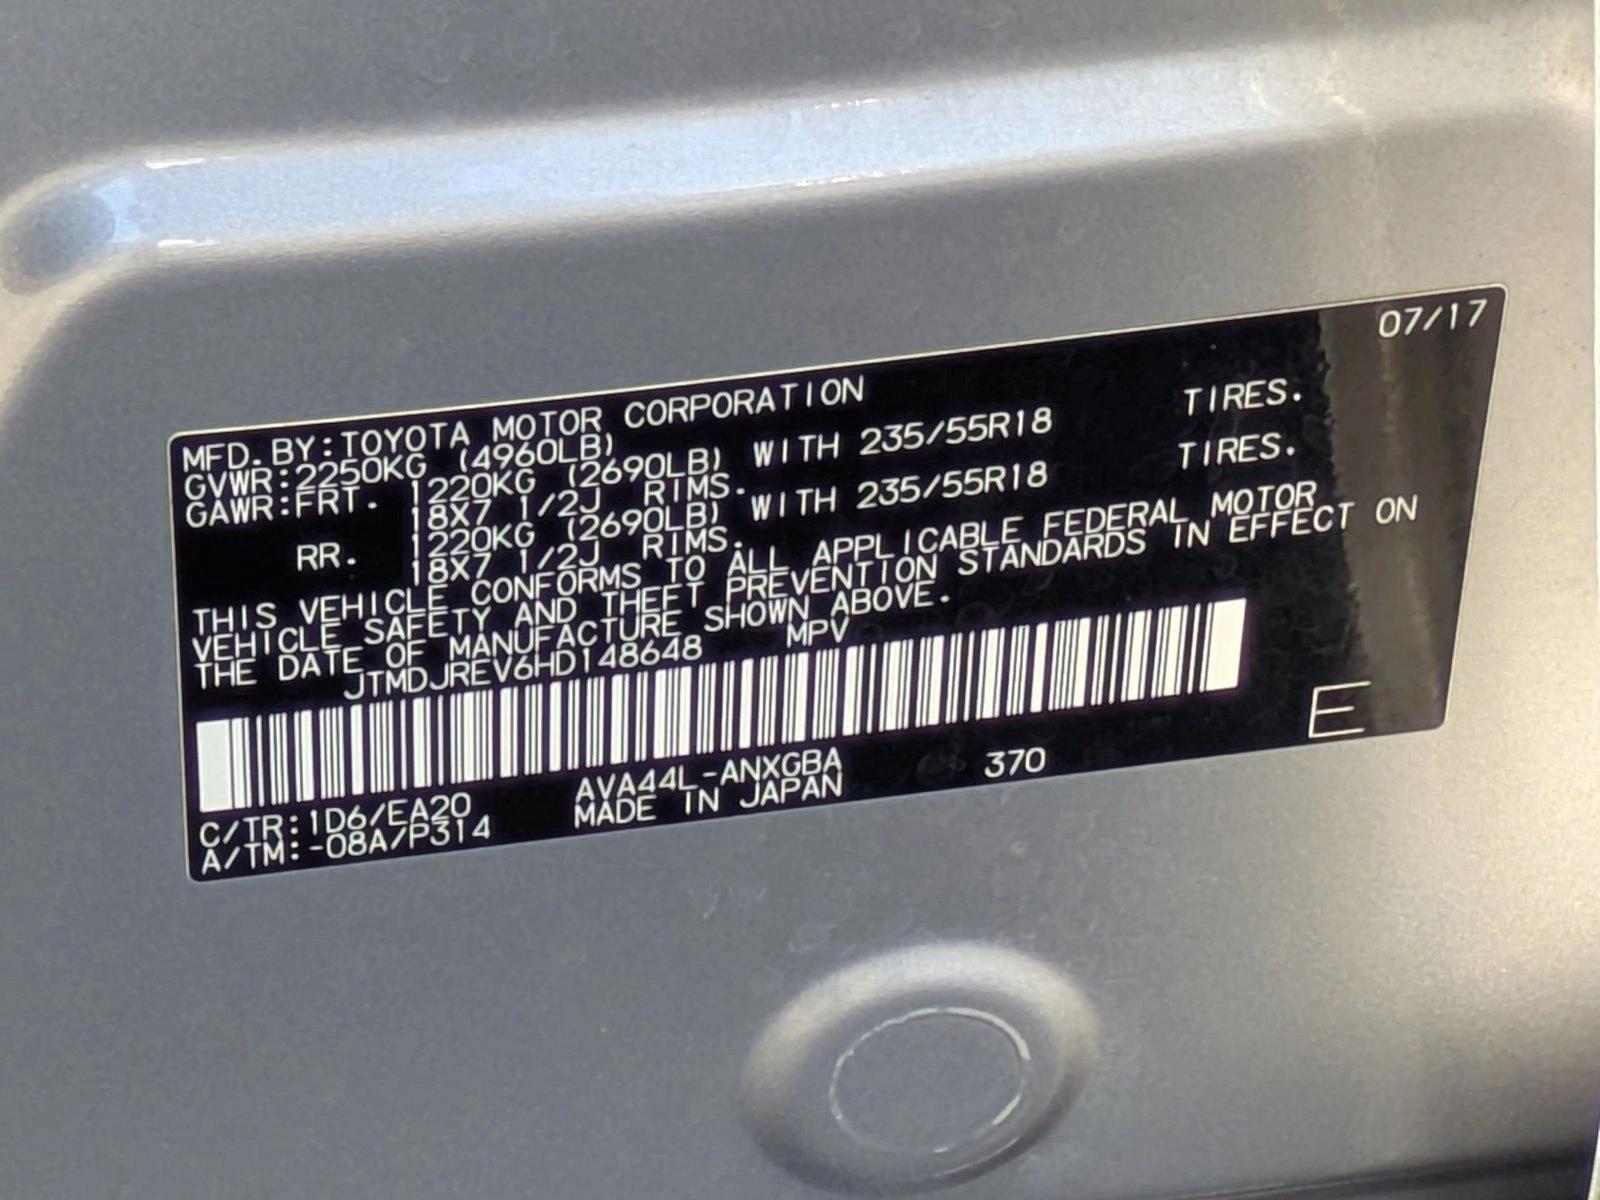 07/17
MFD. BY: TOYOTA MOTOR CORPORATION
GVWR: 2250KG (4960LB)
GAWR: FRT. 1220KG (2690LB) WITH 235/55R18 TIRES.
18X7 1/2J RIMS.
RR. 1220KG (2690LB) WITH 235/55R18 TIRES.
18X7 1/2J RIMS.
THIS VEHICLE CONFORMS TO ALL APPLICABLE FEDERAL MOTOR
VEHICLE SAFETY AND THEFT PREVENTION STANDARDS IN EFFECT ON
THE DATE OF MANUFACTURE SHOWN ABOVE.
JTMDJREV6HD148648 MPV
E
C/TR: 1D6/EA20 AVA44L-ANXGBA 370
A/TM: -08A/P314 MADE IN JAPAN